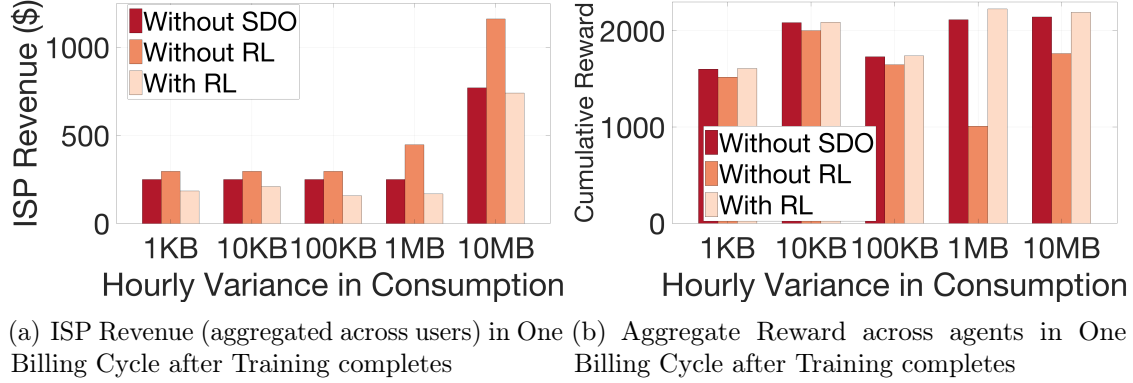 ISP Revenue ($)
1000
500
0
Without SDO
Without RL
With RL
1KB 10KB 100KB 1MB 10MB
Hourly Variance in Consumption
(a) ISP Revenue (aggregated across users) in One
Billing Cycle after Training completes
Cumulative Reward
2000
1000
0
Without SDO
Without RL
With RL
1KB 10KB 100KB 1MB 10MB
Hourly Variance in Consumption
(b) Aggregate Reward across agents in One
Billing Cycle after Training completes